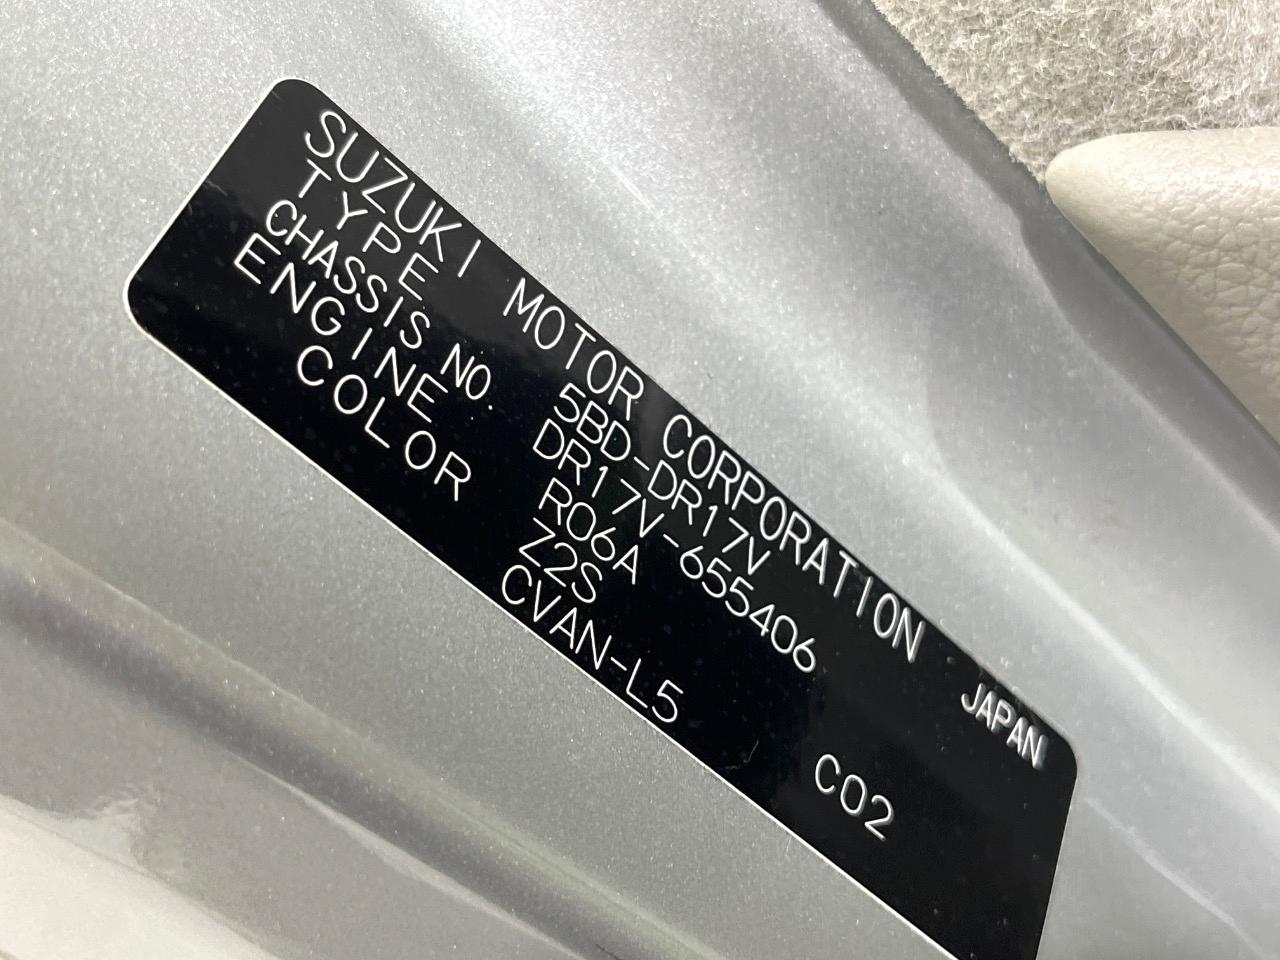 SUZUKI MOTOR CORPORATION JAPAN
TYPE 5BD-DR17V
CHASSIS NO. DR17V-655406
ENGINE R06A
COLOR Z2S C02
CVAN-L5